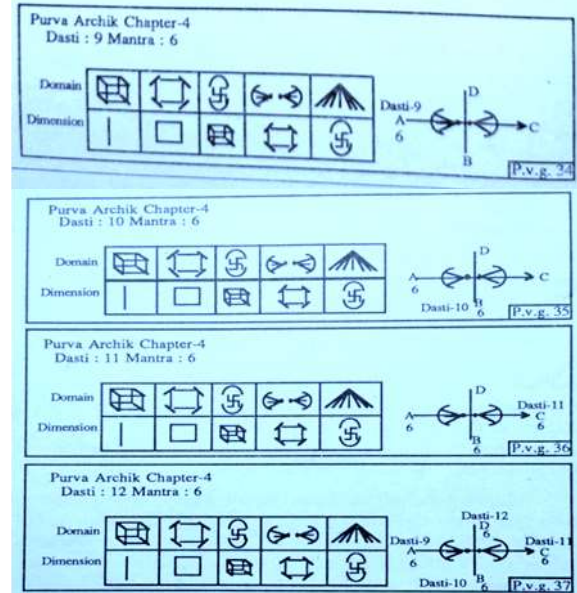 Purva Archik Chapter-4
Dasti : 9 Mantra : 6
Domain
Dimension
Dasti-9
A
6
D
C
B
P.v.g. 34
Purva Archik Chapter-4
Dasti : 10 Mantra : 6
Domain
Dimension
D
A
6
C
Dasti-10
B
6
P.v.g. 35
Purva Archik Chapter-4
Dasti : 11 Mantra : 6
Domain
Dimension
D
A
6
Dasti-11
C
6
B
6
P.v.g. 36
Purva Archik Chapter-4
Dasti : 12 Mantra : 6
Domain
Dimension
Dasti-12
D
6
Dasti-9
A
6
Dasti-11
C
6
Dasti-10
B
6
P.v.g. 37